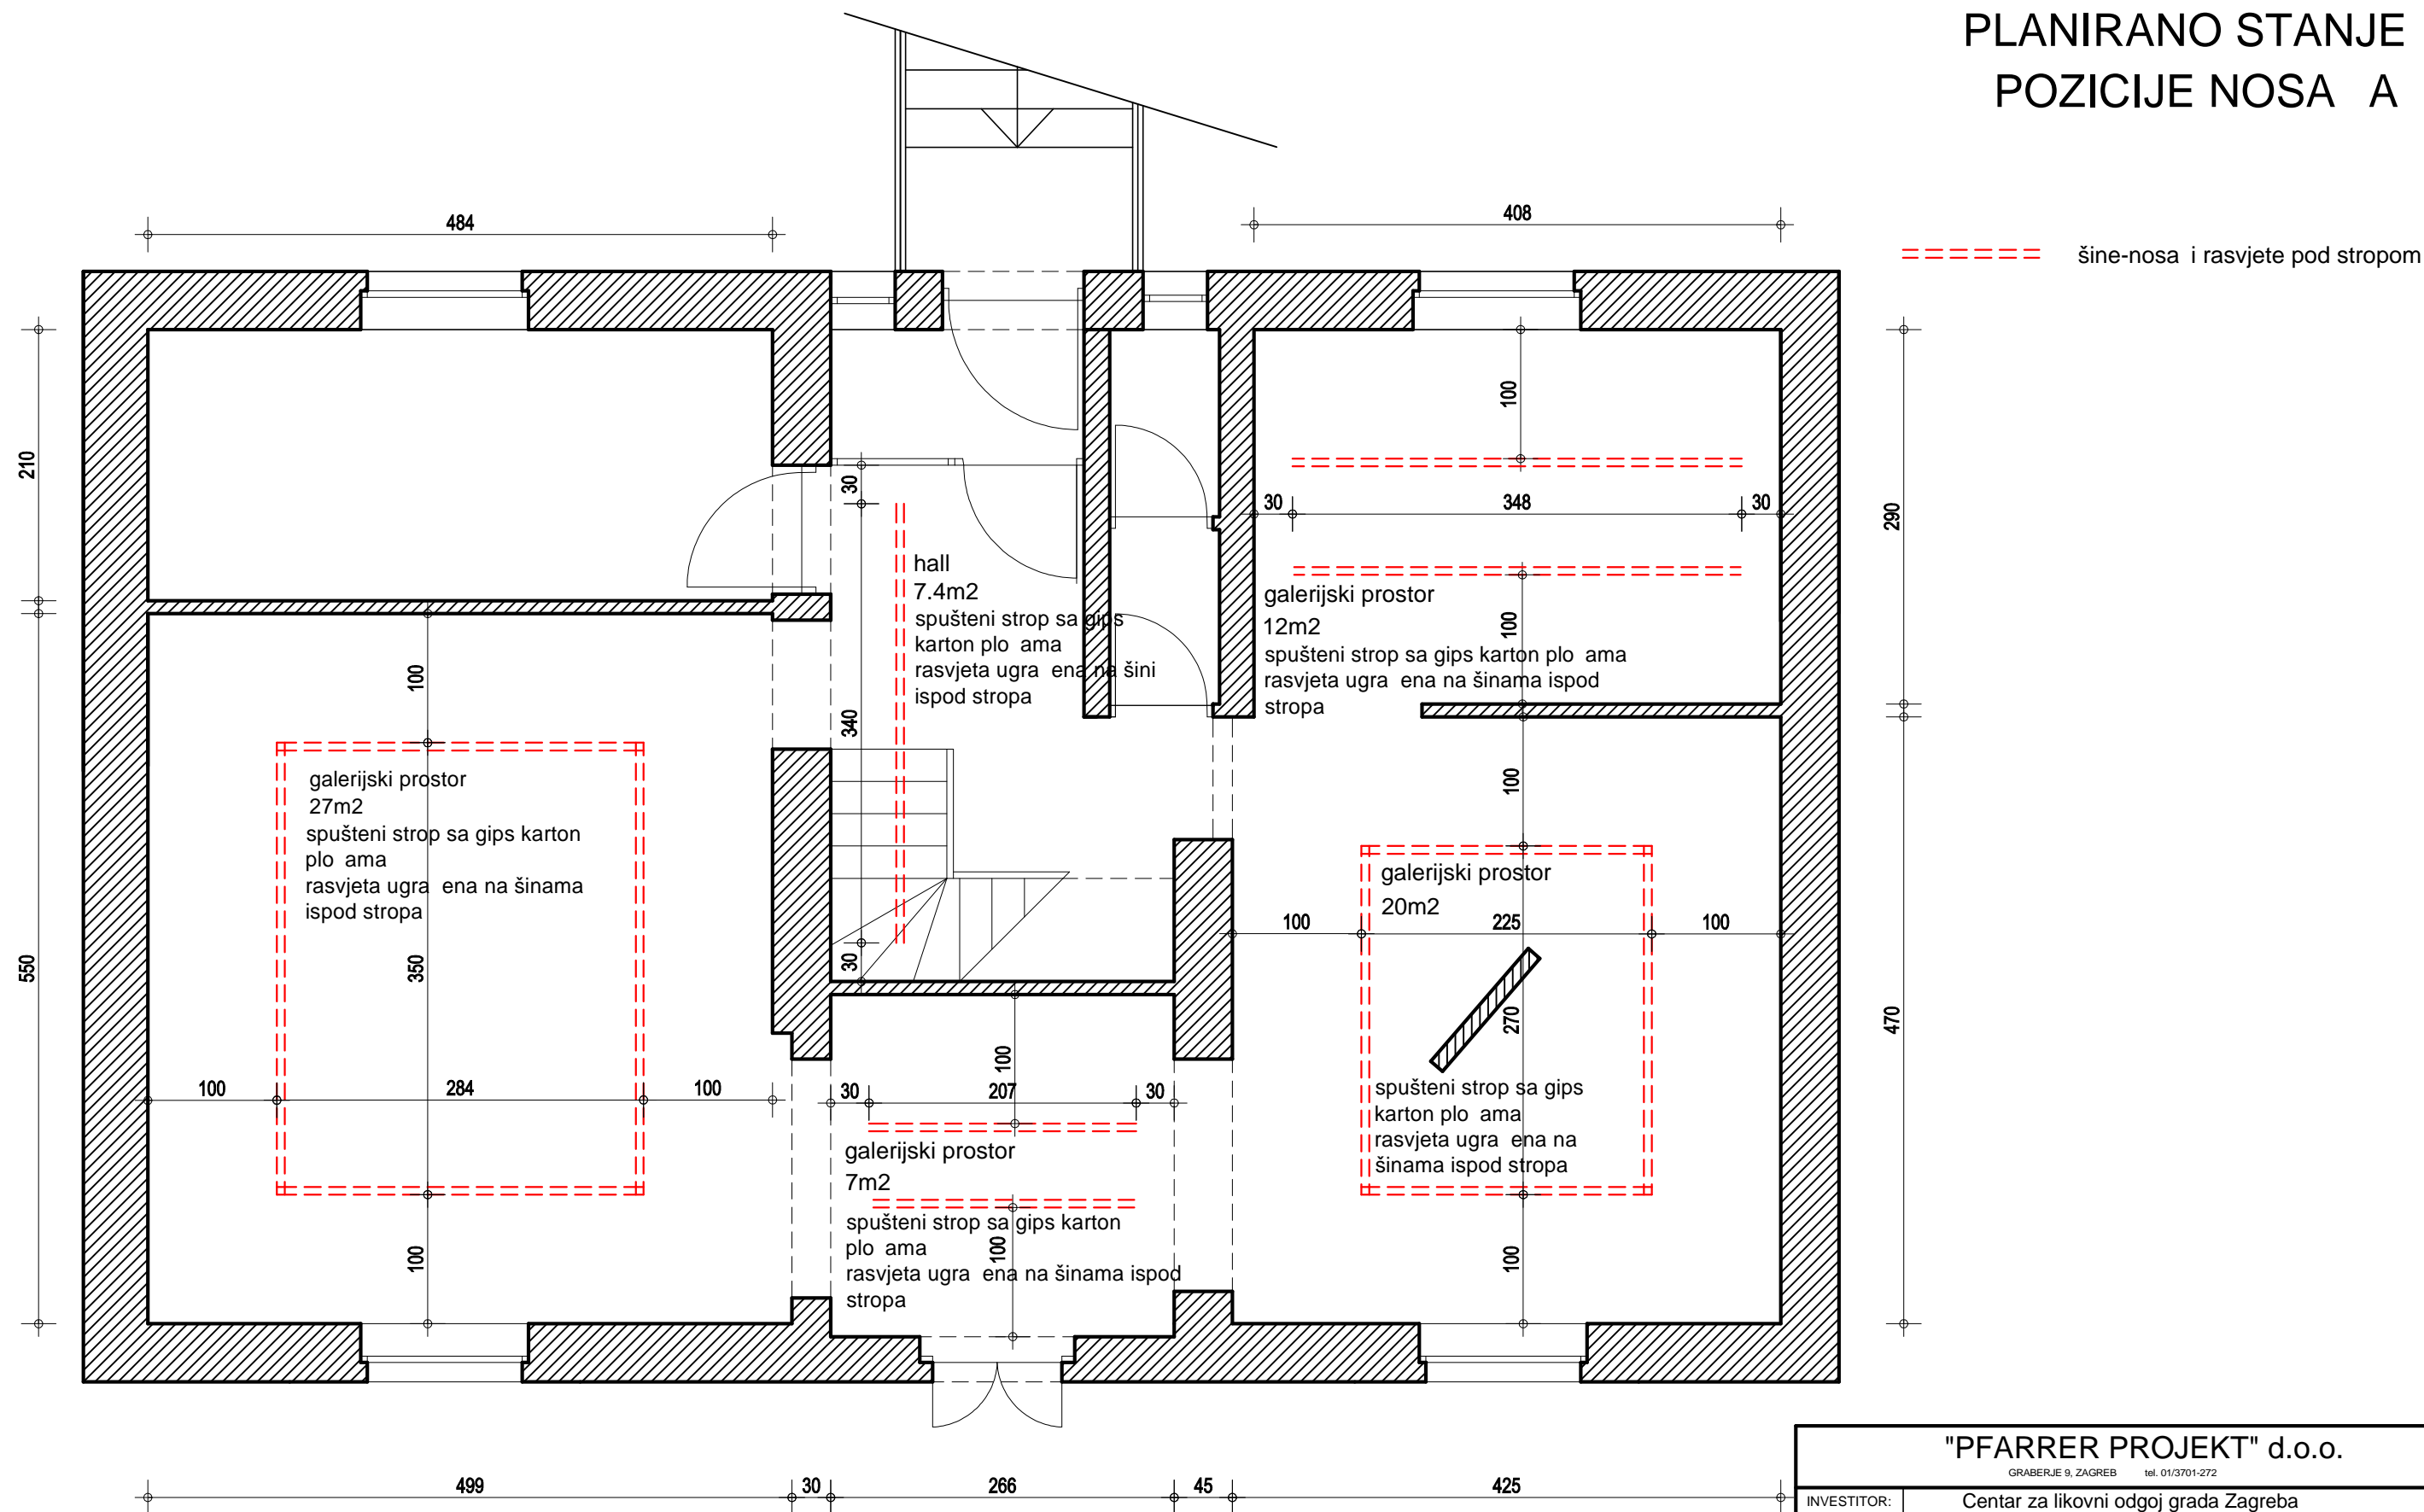 PLANIRANO STANJE
POZICIJE NOSA A
484
408
šine-nosa i rasvjete pod stropom
210
100
30
30
348
30
290
hall
7.4m2
spušteni strop sa gips
karton plo ama
rasvjeta ugra ena na šini
ispod stropa
galerijski prostor
12m2
spušteni strop sa gips karton plo ama
rasvjeta ugra ena na šinama ispod
stropa
100
100
340
100
galerijski prostor
27m2
spušteni strop sa gips karton
plo ama
rasvjeta ugra ena na šinama
ispod stropa
galerijski prostor
20m2
100
225
100
550
350
30
270
470
100
284
100
100
30
207
30
spušteni strop sa gips
karton plo ama
rasvjeta ugra ena na
šinama ispod stropa
galerijski prostor
7m2
spušteni strop sa gips karton
plo ama
rasvjeta ugra ena na šinama ispod
stropa
100
100
100
"PFARRER PROJEKT" d.o.o.
GRABERJE 9, ZAGREB tel. 01/3701-272
499
30
266
45
425
INVESTITOR: Centar za likovni odgoj grada Zagreba